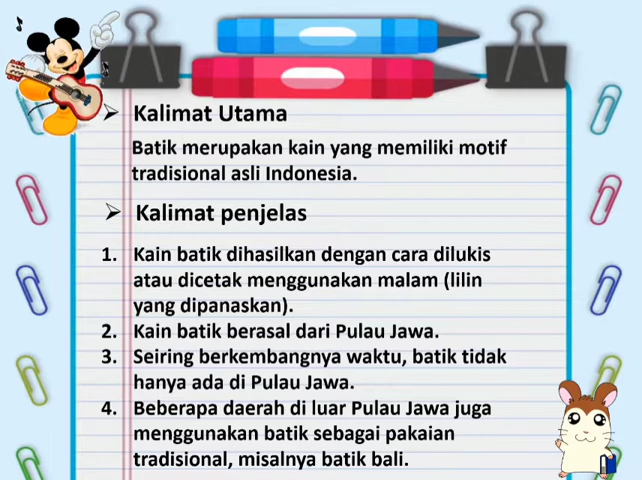 ➢ Kalimat Utama
Batik merupakan kain yang memiliki motif
tradisional asli Indonesia.
➢ Kalimat penjelas
1. Kain batik dihasilkan dengan cara dilukis
atau dicetak menggunakan malam (lilin
yang dipanaskan).
2. Kain batik berasal dari Pulau Jawa.
3. Seiring berkembangnya waktu, batik tidak
hanya ada di Pulau Jawa.
4. Beberapa daerah di luar Pulau Jawa juga
menggunakan batik sebagai pakaian
tradisional, misalnya batik bali.